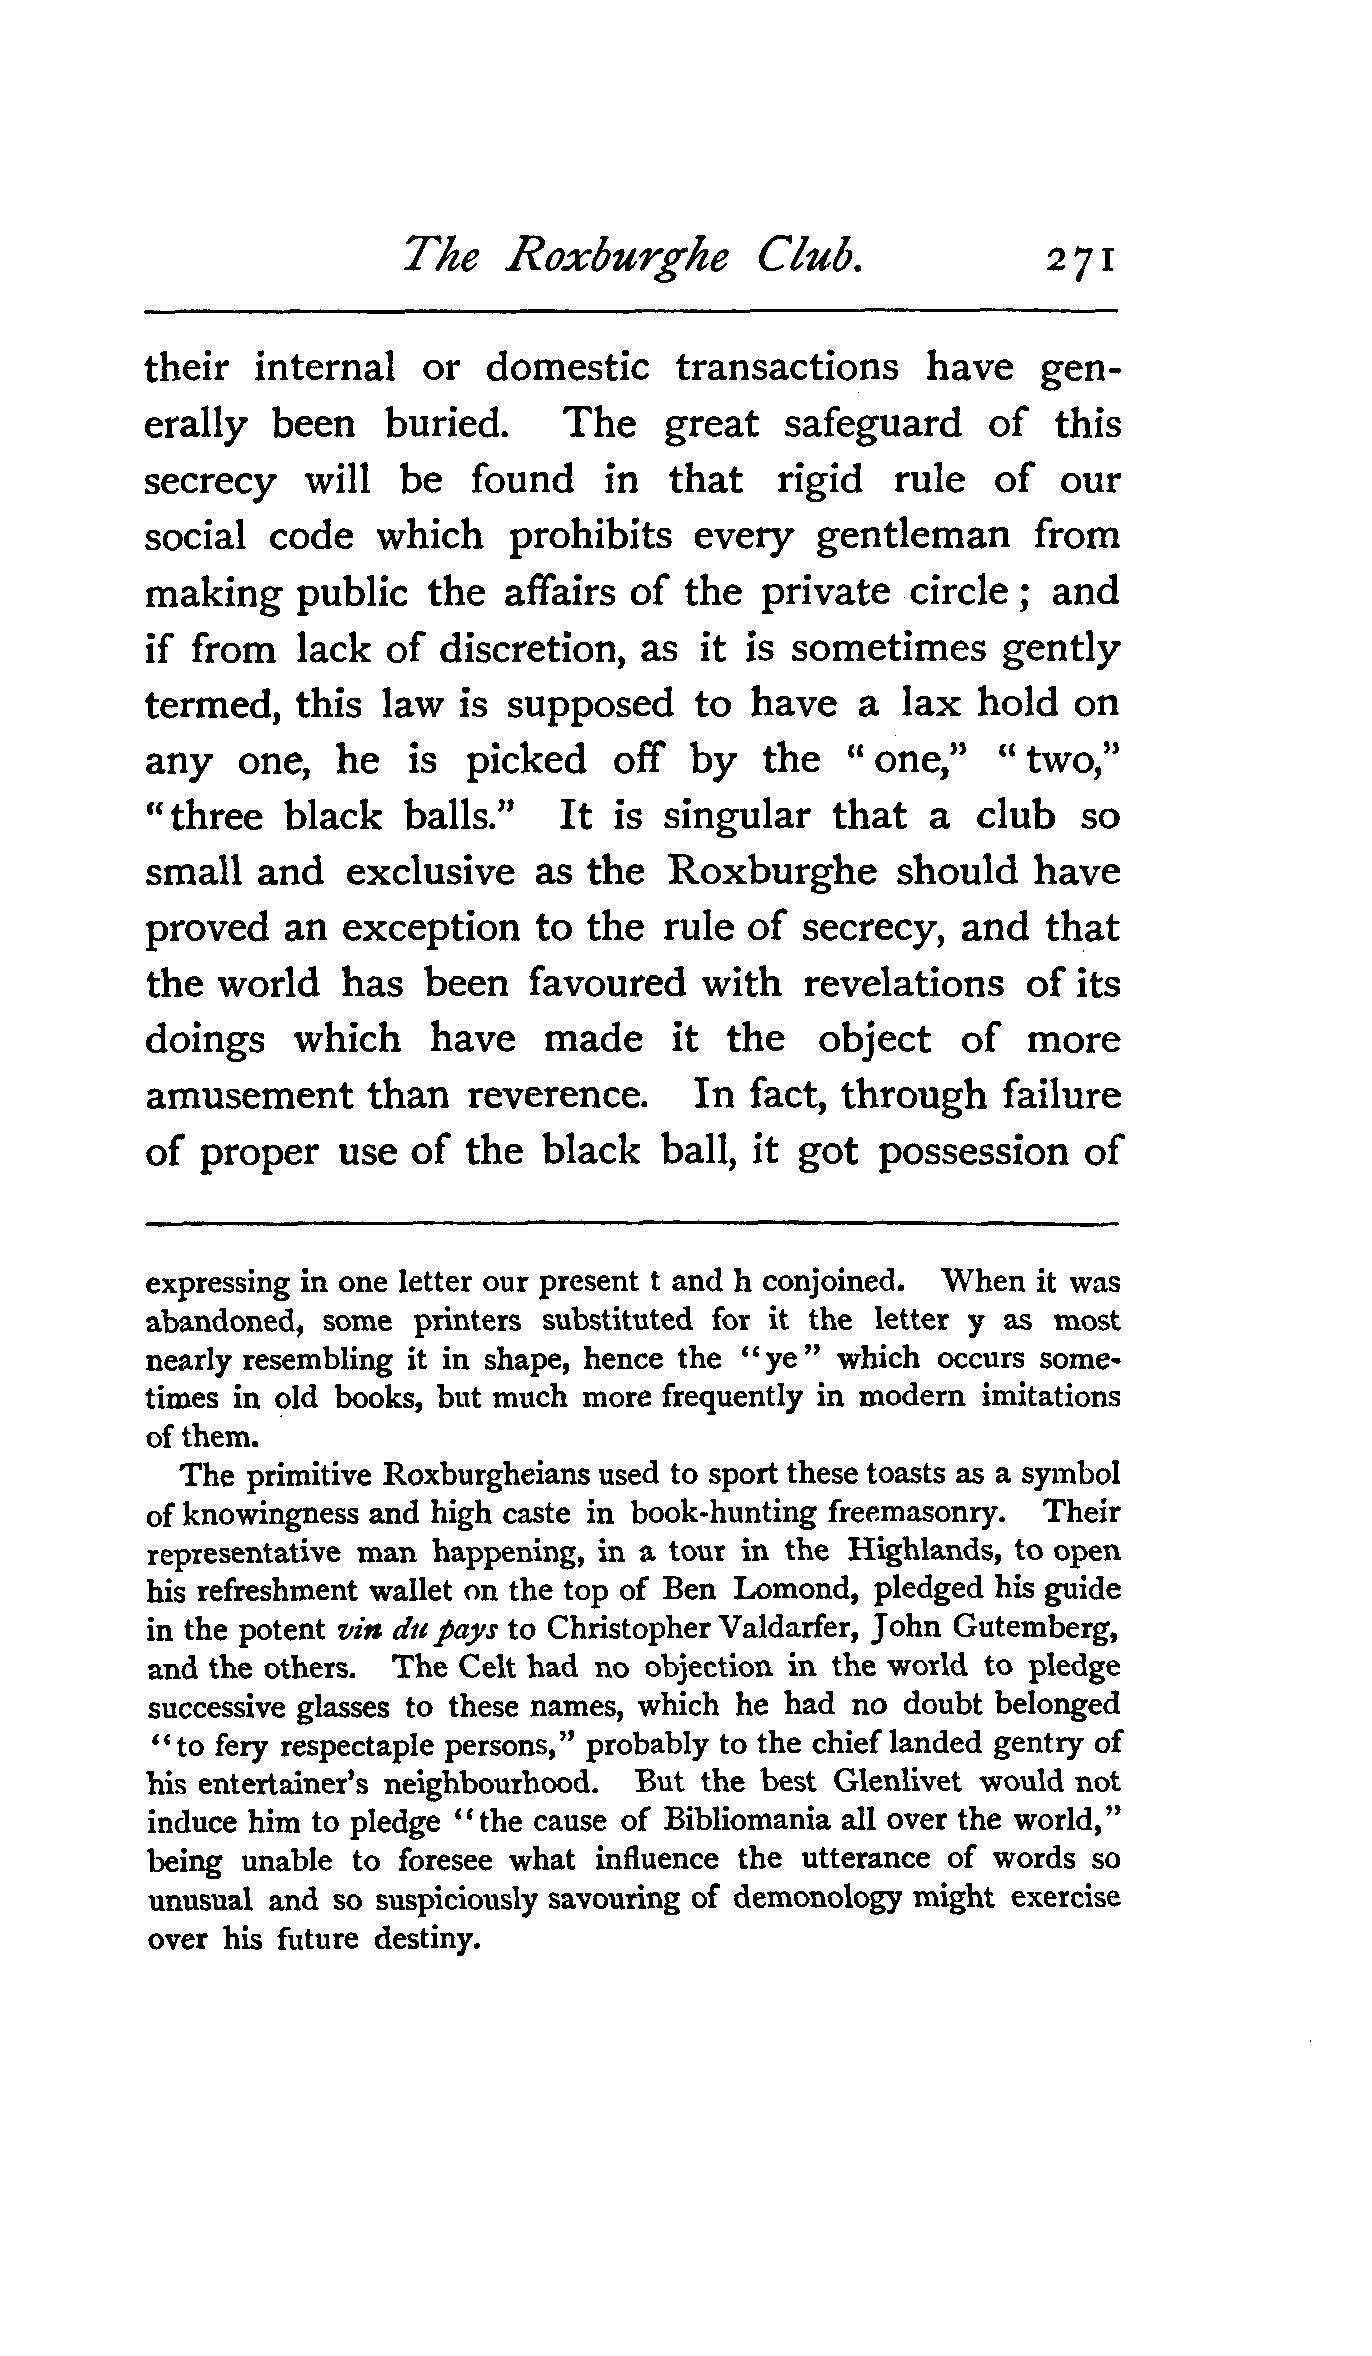 The Roxburghe Club. 271
their internal or domestic transactions have gen-
erally been buried. The great safeguard of this
secrecy will be found in that rigid rule of our
social code which prohibits every gentleman from
making public the affairs of the private circle ; and
if from lack of discretion, as it is sometimes gently
termed, this law is supposed to have a lax hold on
any one, he is picked off by the “ one,” “ two,”
“ three black balls.” It is singular that a club so
small and exclusive as the Roxburghe should have
proved an exception to the rule of secrecy, and that
the world has been favoured with revelations of its
doings which have made it the object of more
amusement than reverence. In fact, through failure
of proper use of the black ball, it got possession of
expressing in one letter our present t and h conjoined. When it was
abandoned, some printers substituted for it the letter y as most
nearly resembling it in shape, hence the “ye” which occurs some-
times in old books, but much more frequently in modern imitations
of them.
The primitive Roxburgheians used to sport these toasts as a symbol
of knowingness and high caste in book-hunting freemasonry. Their
representative man happening, in a tour in the Highlands, to open
his refreshment wallet on the top of Ben Lomond, pledged his guide
in the potent vin du pays to Christopher Valdarfer, John Gutemberg,
and the others. The Celt had no objection in the world to pledge
successive glasses to these names, which he had no doubt belonged
“to fery respectaple persons,” probably to the chief landed gentry of
his entertainer’s neighbourhood. But the best Glenlivet would not
induce him to pledge “the cause of Bibliomania all over the world,”
being unable to foresee what influence the utterance of words so
unusual and so suspiciously savouring of demonology might exercise
over his future destiny.